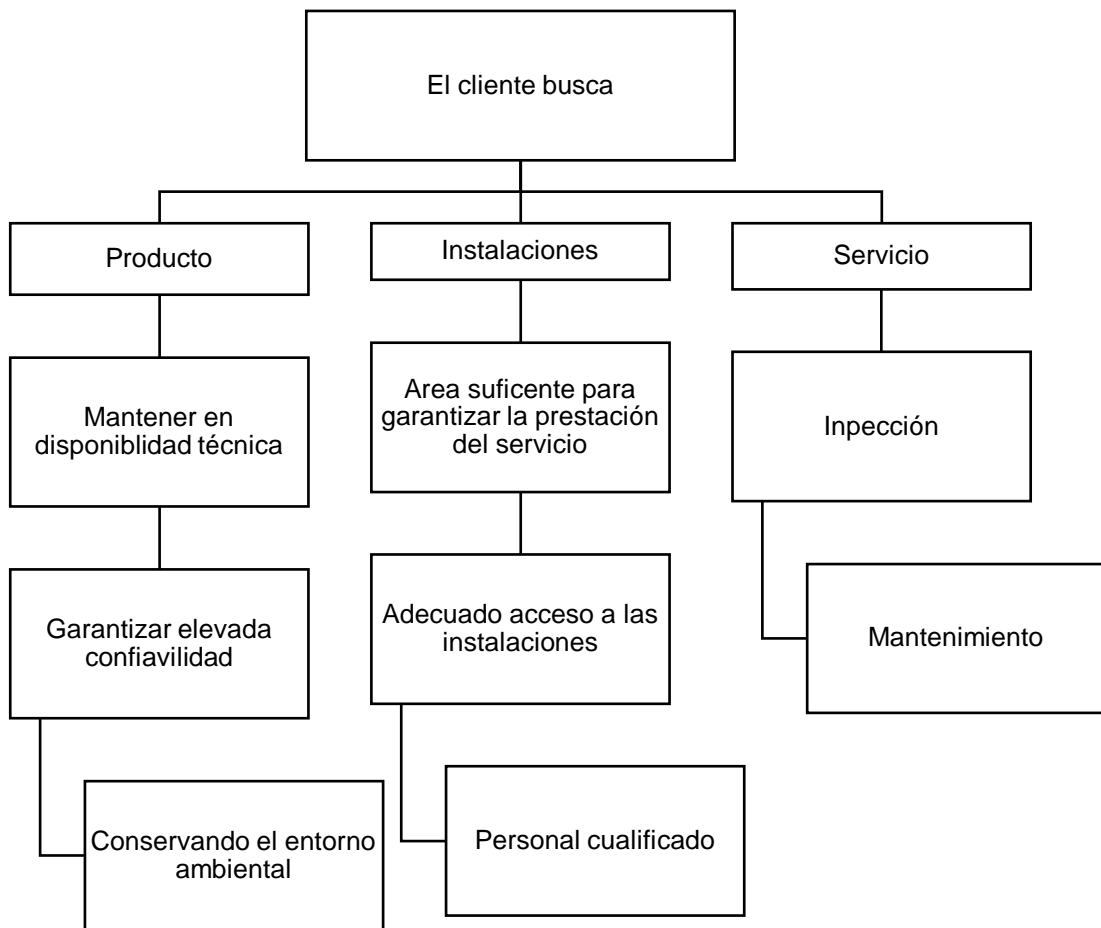 El cliente busca
Producto
Instalaciones
Servicio
Mantener en
disponiblidad técnica
Area suficente para
garantizar la prestación
del servicio
Inpección
Garantizar elevada
confiavilidad
Adecuado acceso a las
instalaciones
Mantenimiento
Conservando el entorno
ambiental
Personal cualificado